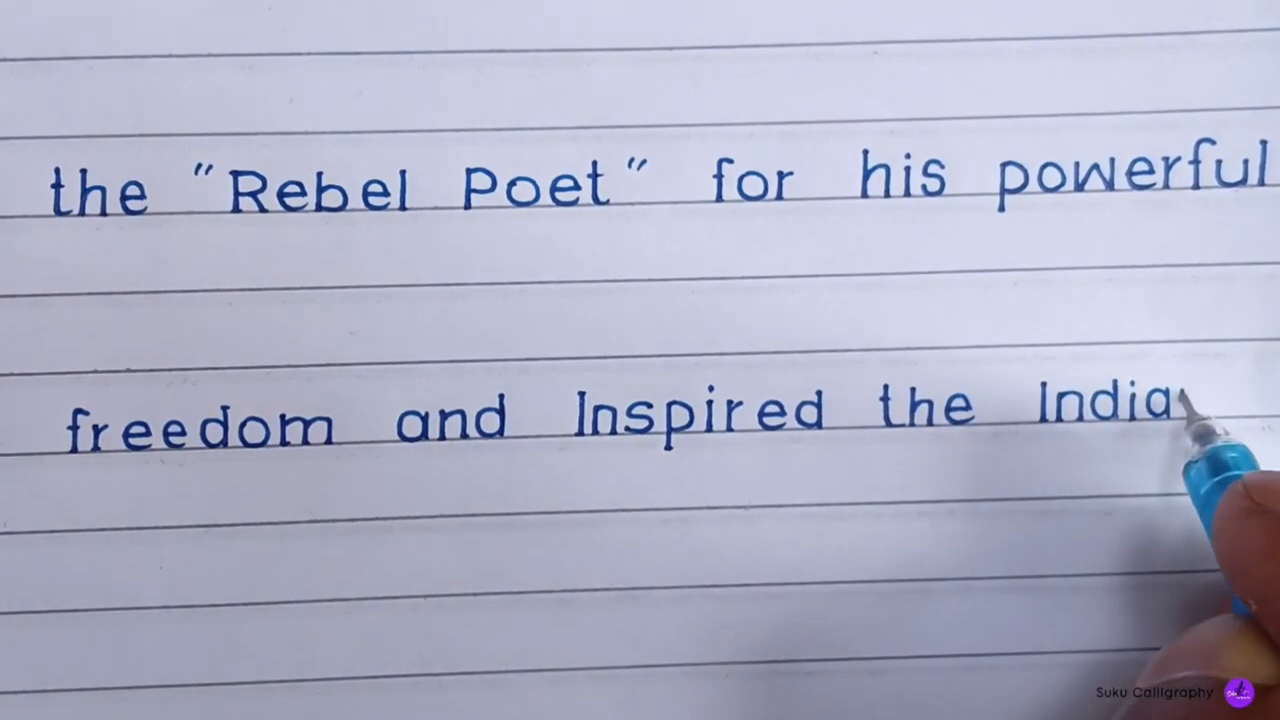 the "Rebel Poet" for his powerful
freedom and Inspired the India
Suku Calligraphy